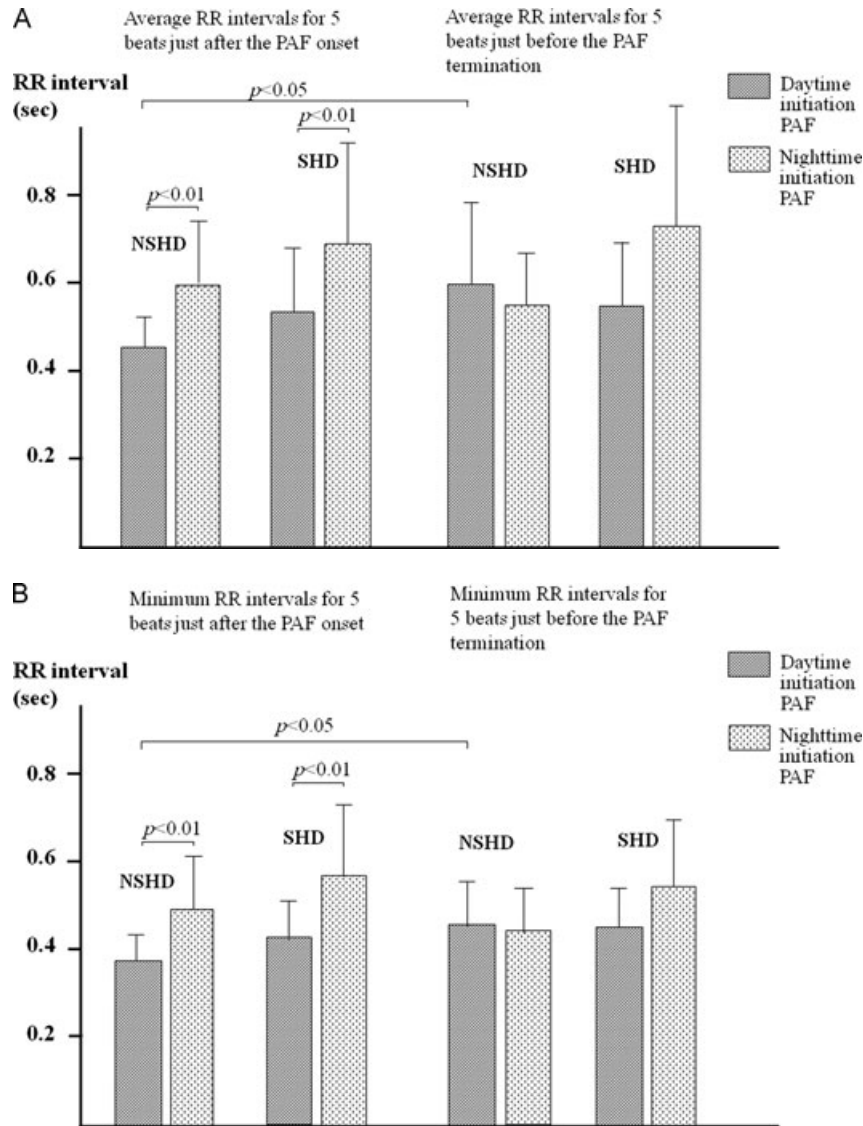 A
Average RR intervals for 5
beats just after the PAF onset
Average RR intervals for 5
beats just before the PAF
termination
RR interval
(sec)
Daytime
initiation
PAF
Nighttime
initiation
PAF
p<0.05
p<0.01
p<0.01
NSHD
SHD
NSHD
SHD
0.8
0.6
0.4
0.2
B
Minimum RR intervals for 5
beats just after the PAF onset
Minimum RR intervals for
5 beats just before the PAF
termination
RR interval
(sec)
Daytime
initiation
PAF
Nighttime
initiation
PAF
p<0.05
p<0.01
p<0.01
NSHD
SHD
NSHD
SHD
0.8
0.6
0.4
0.2